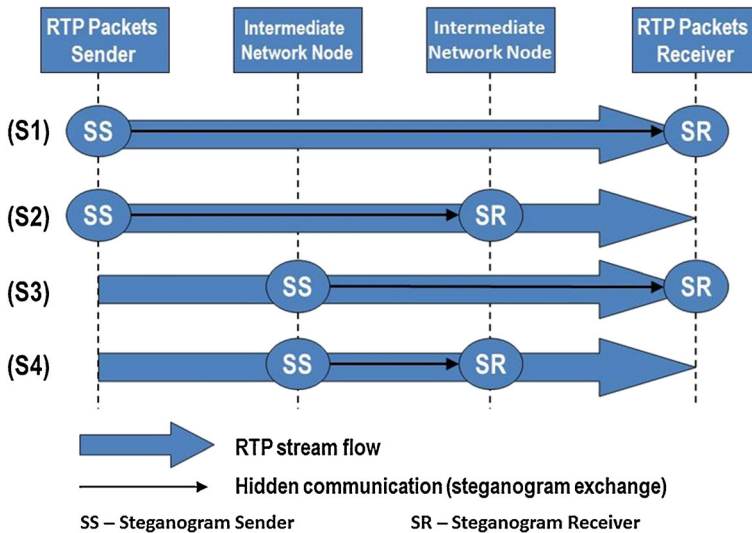 RTP Packets
Sender
Intermediate
Network Node
Intermediate
Network Node
RTP Packets
Receiver
(S1)
SS
SR
(S2)
SS
SR
(S3)
SS
SR
(S4)
SS
SR
RTP stream flow
Hidden communication (steganogram exchange)
SS – Steganogram Sender
SR – Steganogram Receiver